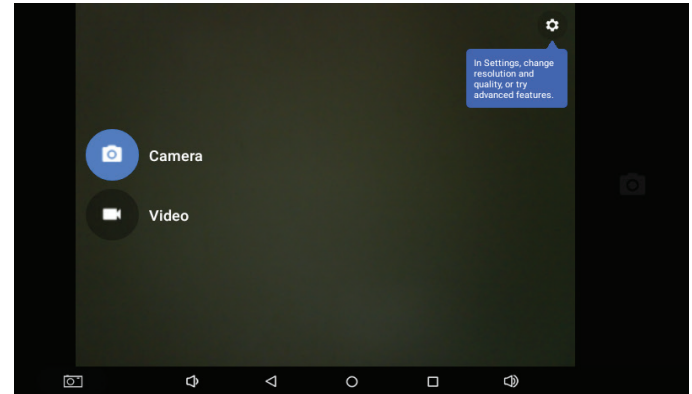 In Settings, change
resolution and
quality, or try
advanced features.
Camera
Video